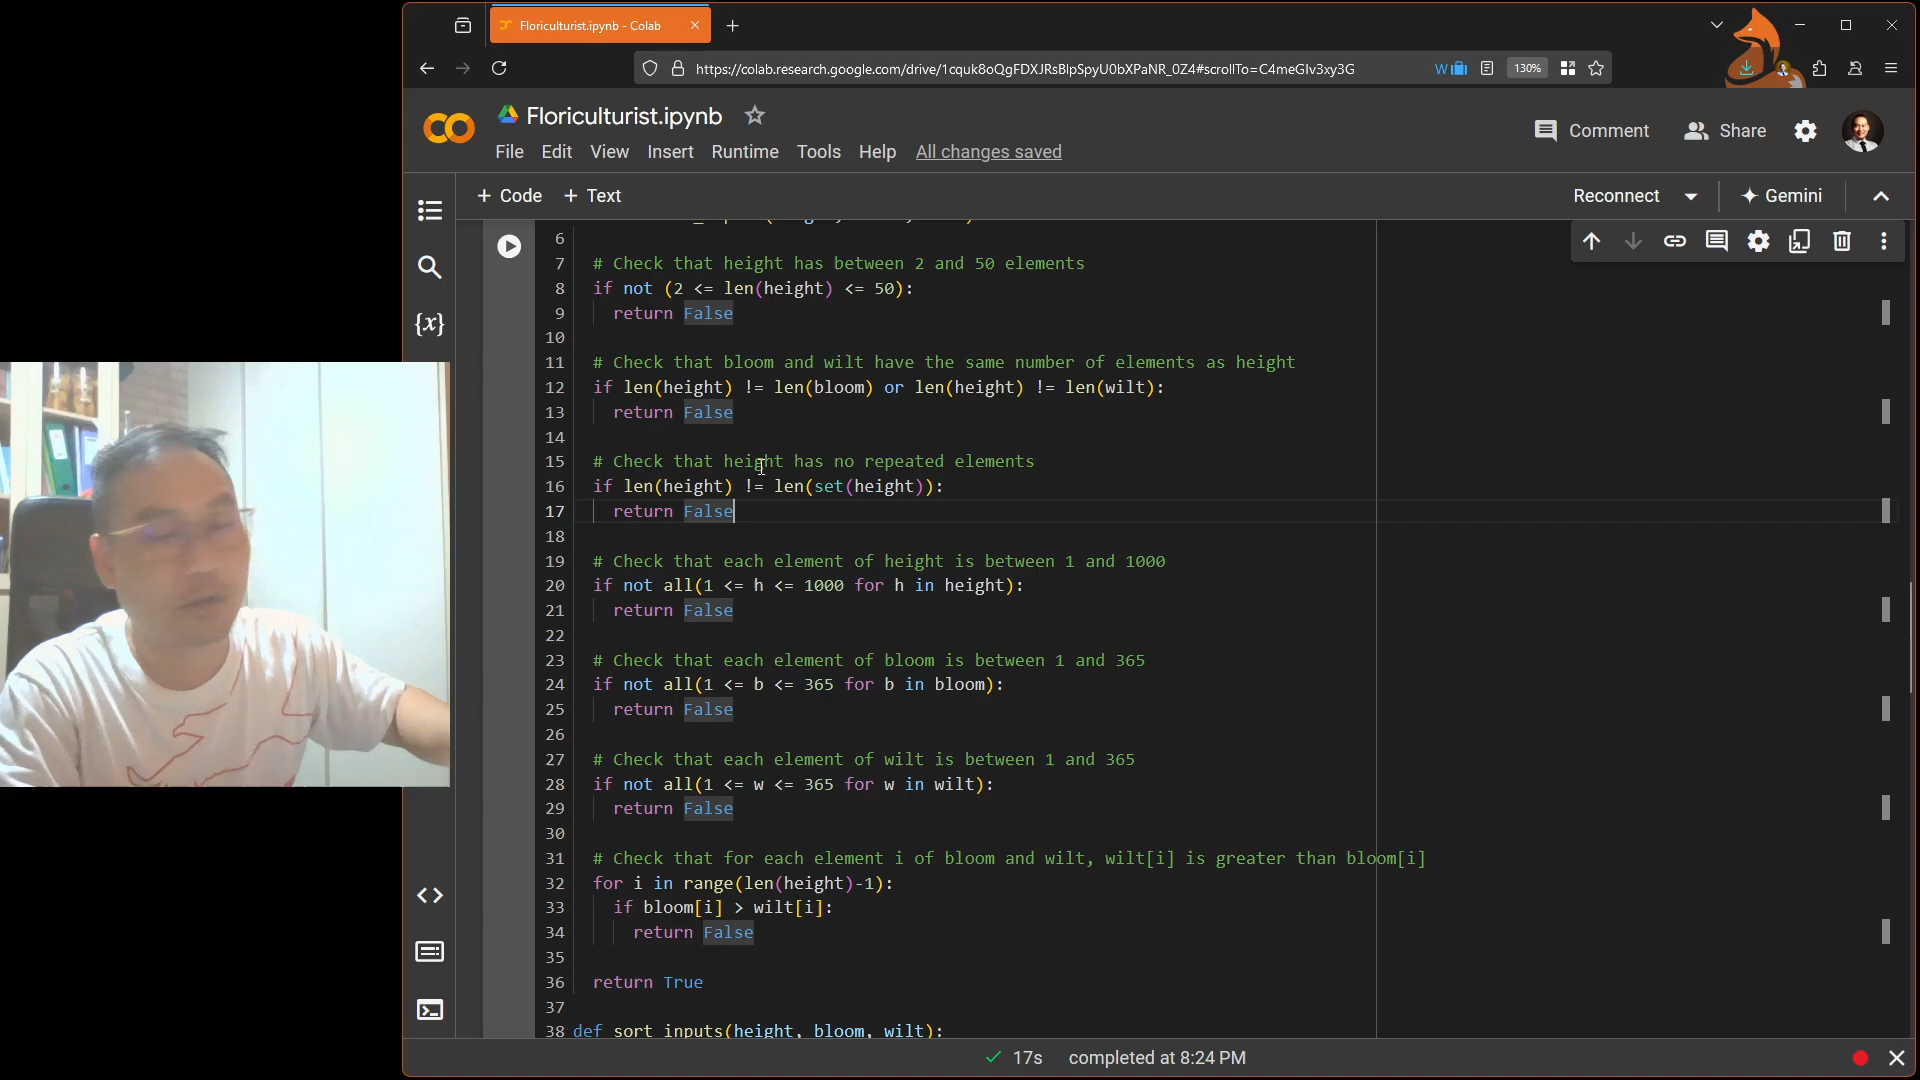 Floriculturist.ipynb - Colab
https://colab.research.google.com/drive/1cquk8oQgFDXJRsBlpSpyU0bXPaNR_0Z4#scrollTo=C4meGIv3xy3G
130%
Floriculturist.ipynb
Comment
Share
File Edit View Insert Runtime Tools Help All changes saved
+ Code + Text
Reconnect
Gemini
{x}
6
7 # Check that height has between 2 and 50 elements
8 if not (2 <= len(height) <= 50):
9 return False
10
11 # Check that bloom and wilt have the same number of elements as height
12 if len(height) != len(bloom) or len(height) != len(wilt):
13 return False
14
15 # Check that height has no repeated elements
16 if len(height) != len(set(height)):
17 return False
18
19 # Check that each element of height is between 1 and 1000
20 if not all(1 <= h <= 1000 for h in height):
21 return False
22
23 # Check that each element of bloom is between 1 and 365
24 if not all(1 <= b <= 365 for b in bloom):
25 return False
26
27 # Check that each element of wilt is between 1 and 365
28 if not all(1 <= w <= 365 for w in wilt):
29 return False
30
31 # Check that for each element i of bloom and wilt, wilt[i] is greater than bloom[i]
32 for i in range(len(height)-1):
33 if bloom[i] > wilt[i]:
34 return False
35
36 return True
37
38 def sort_inputs(height, bloom, wilt):
17s completed at 8:24 PM